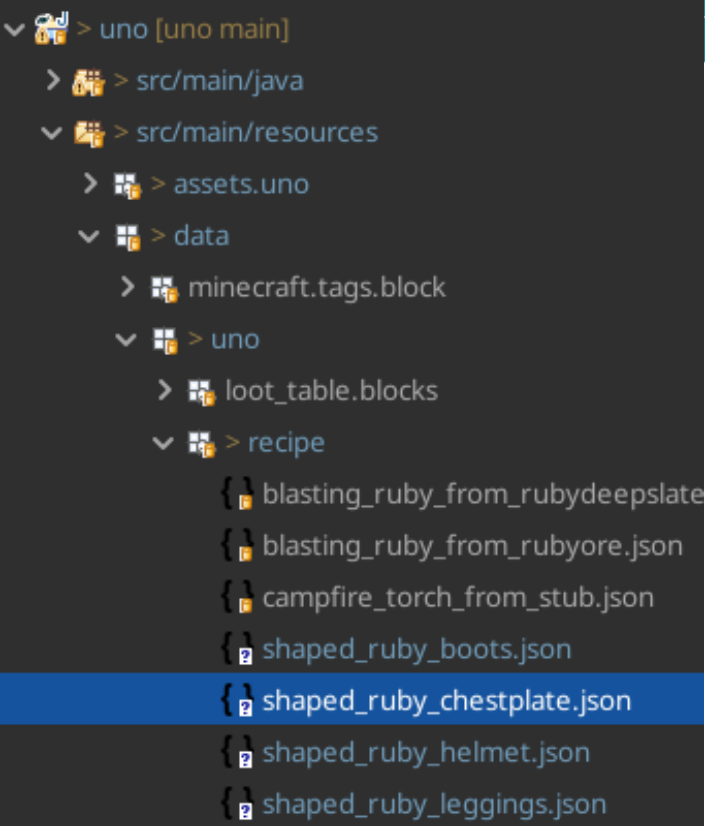 > uno [uno main]
> src/main/java
> src/main/resources
> assets.uno
> data
minecraft.tags.block
> uno
loot_table.blocks
> recipe
blasting_ruby_from_rubydeepslate
blasting_ruby_from_rubyore.json
campfire_torch_from_stub.json
shaped_ruby_boots.json
shaped_ruby_chestplate.json
shaped_ruby_helmet.json
shaped_ruby_leggings.json